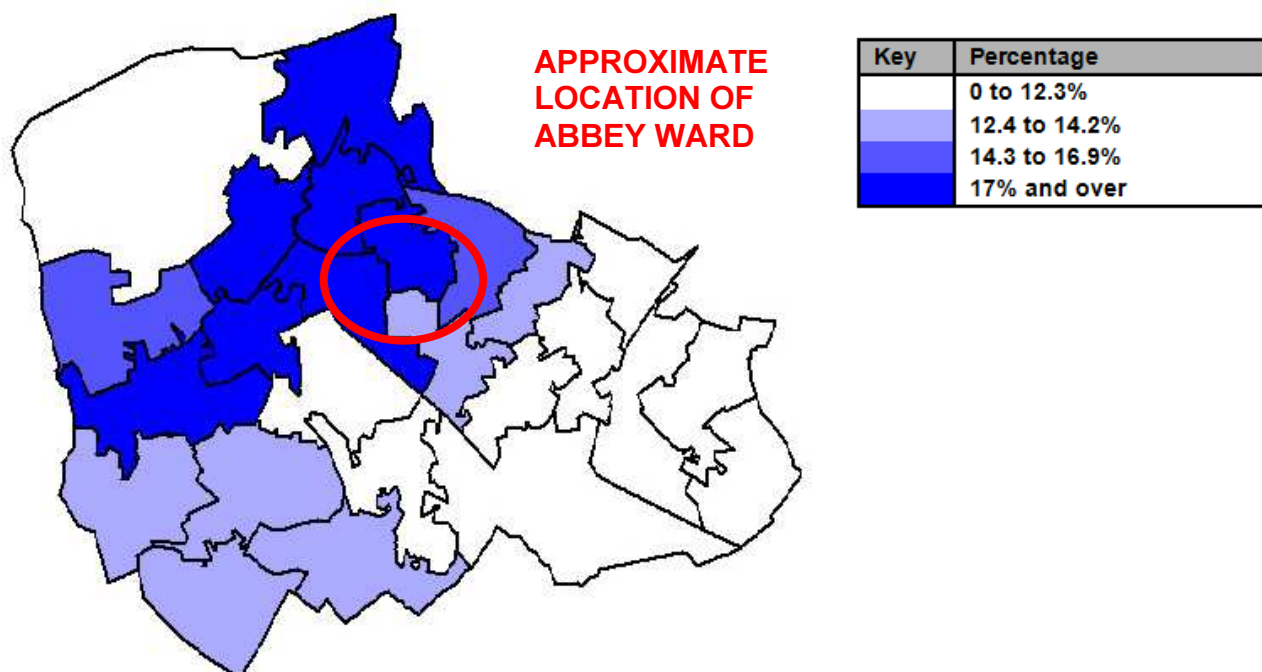 APPROXIMATE
LOCATION OF
ABBEY WARD
Key Percentage
0 to 12.3%
12.4 to 14.2%
14.3 to 16.9%
17% and over